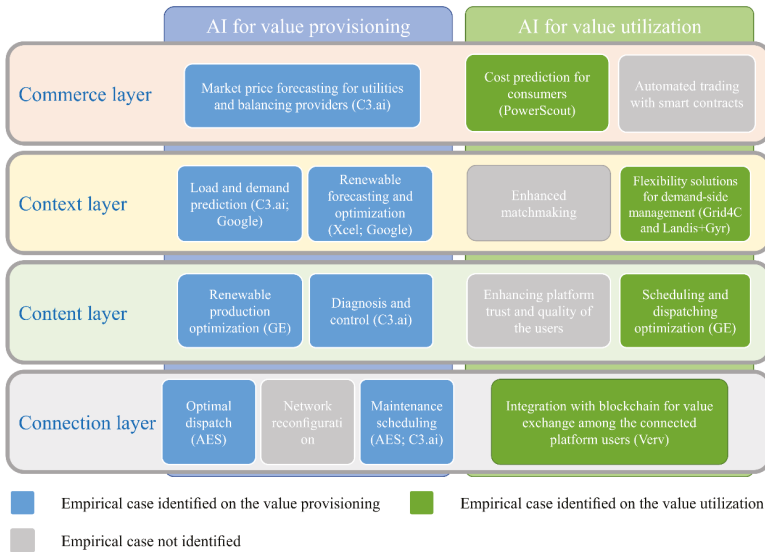 AI for value provisioning
AI for value utilization
Commerce layer
Market price forecasting for utilities
and balancing providers (C3.ai)
Cost prediction for
consumers
(PowerScout)
Automated trading
with smart contracts
Context layer
Load and demand
prediction (C3.ai;
Google)
Renewable
forecasting and
optimization
(Xcel; Google)
Enhanced
matchmaking
Flexibility solutions
for demand-side
management (Grid4C
and Landis+Gyr)
Content layer
Renewable
production
optimization (GE)
Diagnosis and
control (C3.ai)
Enhancing platform
trust and quality of
the users
Scheduling and
dispatching
optimization (GE)
Connection layer
Optimal
dispatch
(AES)
Network
reconfigurati
on
Maintenance
scheduling
(AES; C3.ai)
Integration with blockchain for value
exchange among the connected
platform users (Verv)
Empirical case identified on the value provisioning
Empirical case identified on the value utilization
Empirical case not identified